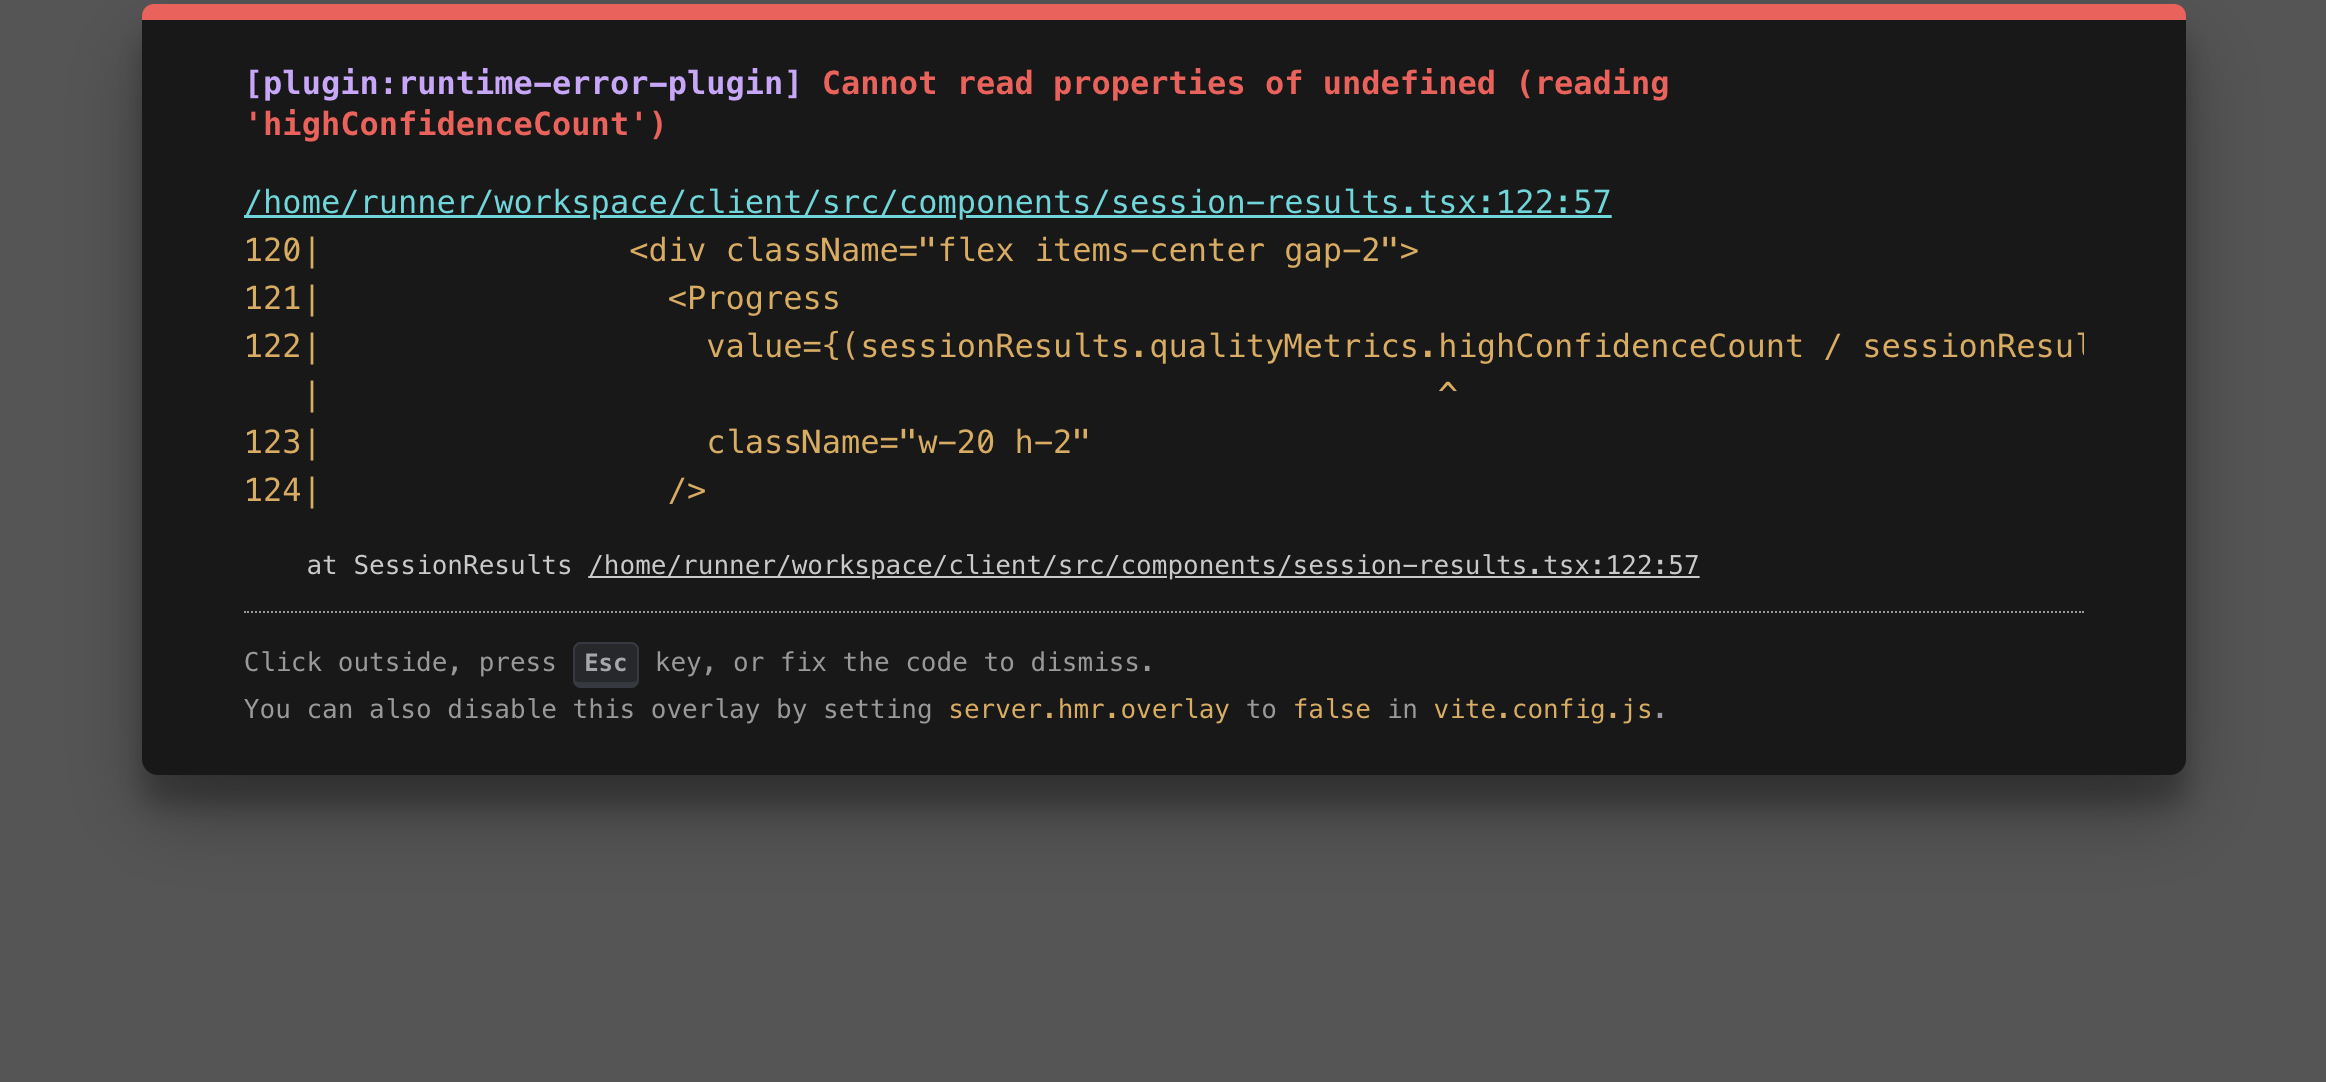 [plugin:runtime-error-plugin] Cannot read properties of undefined (reading
'highConfidenceCount')
/home/runner/workspace/client/src/components/session-results.tsx:122:57
120|                <div className="flex items-center gap-2">
121|                  <Progress
122|                    value={(sessionResults.qualityMetrics.highConfidenceCount / sessionResul
   |                                                          ^
123|                    className="w-20 h-2"
124|                  />
at SessionResults /home/runner/workspace/client/src/components/session-results.tsx:122:57
Click outside, press Esc key, or fix the code to dismiss.
You can also disable this overlay by setting server.hmr.overlay to false in vite.config.js.